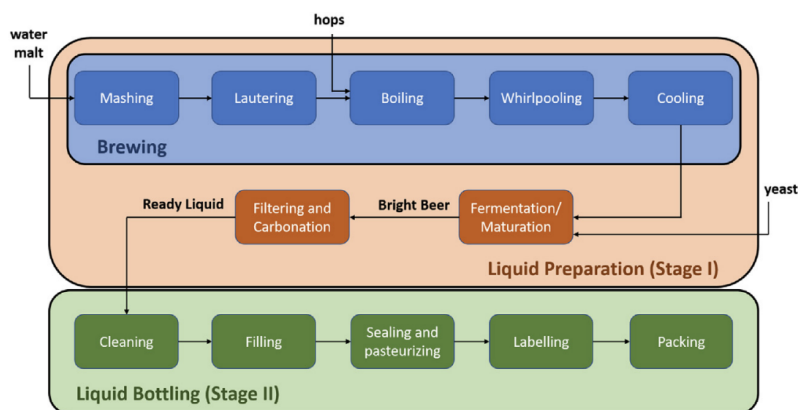 hops
water
malt
Mashing
Lautering
Boiling
Whirlpooling
Cooling
Brewing
yeast
Ready Liquid
Filtering and
Carbonation
Bright Beer
Fermentation/
Maturation
Liquid Preparation (Stage I)
Cleaning
Filling
Sealing and
pasteurizing
Labelling
Packing
Liquid Bottling (Stage II)